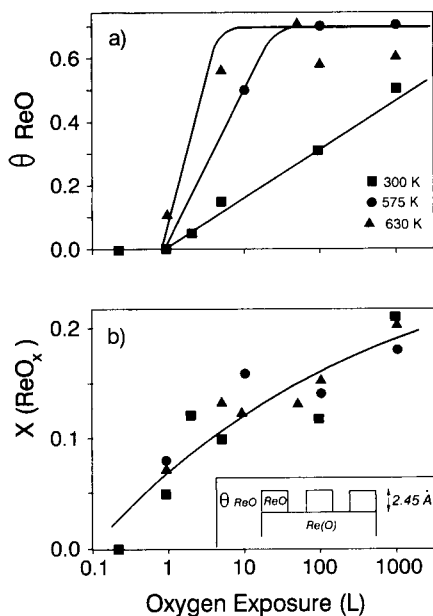 a)
θ ReO
0.6
0.4
0.2
0.0
300 K
575 K
630 K
b)
X (ReOₓ)
0.2
0.1
0.0
θ ReO
ReO
2.45 Å
Re(O)
0.1 1 10 100 1000
Oxygen Exposure (L)